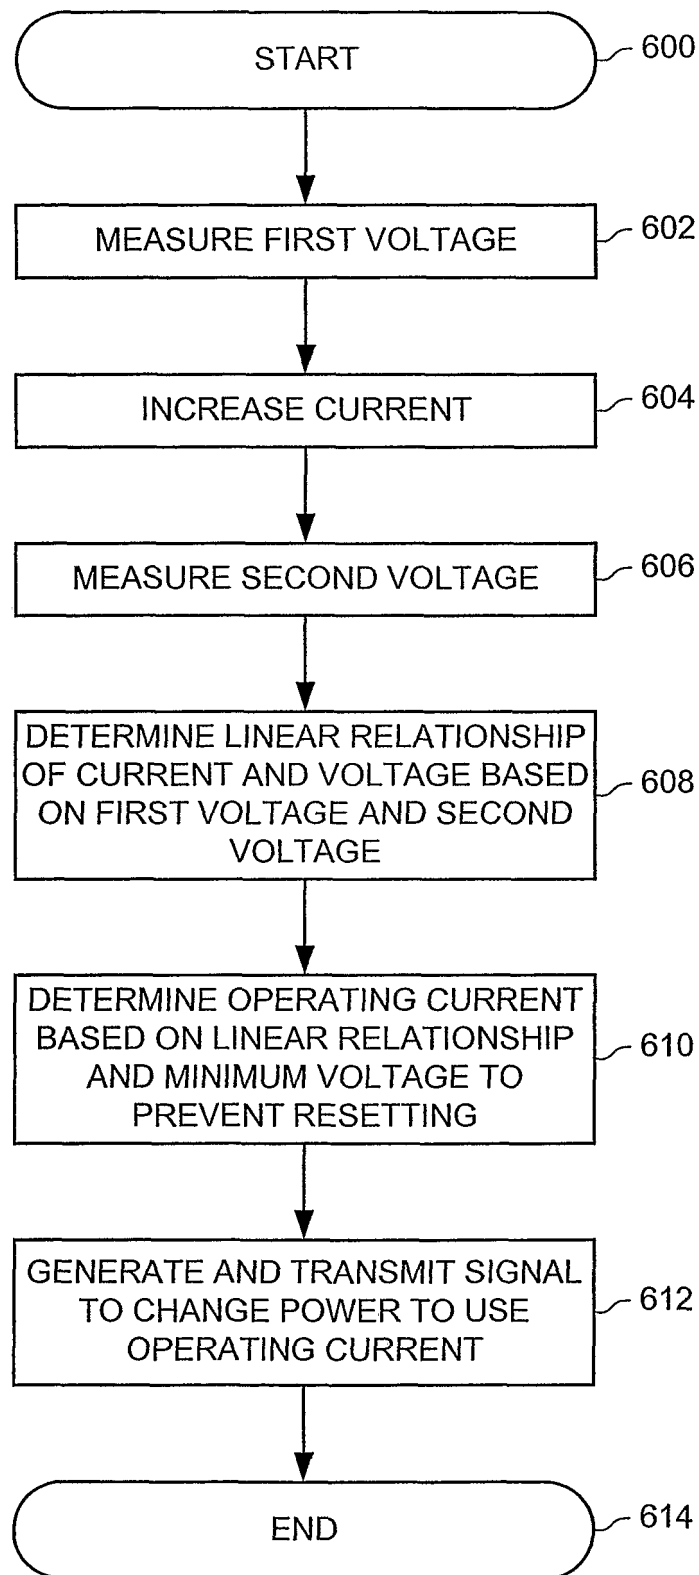 START
600
MEASURE FIRST VOLTAGE
602
INCREASE CURRENT
604
MEASURE SECOND VOLTAGE
606
DETERMINE LINEAR RELATIONSHIP
OF CURRENT AND VOLTAGE BASED
ON FIRST VOLTAGE AND SECOND
VOLTAGE
608
DETERMINE OPERATING CURRENT
BASED ON LINEAR RELATIONSHIP
AND MINIMUM VOLTAGE TO
PREVENT RESETTING
610
GENERATE AND TRANSMIT SIGNAL
TO CHANGE POWER TO USE
OPERATING CURRENT
612
END
614